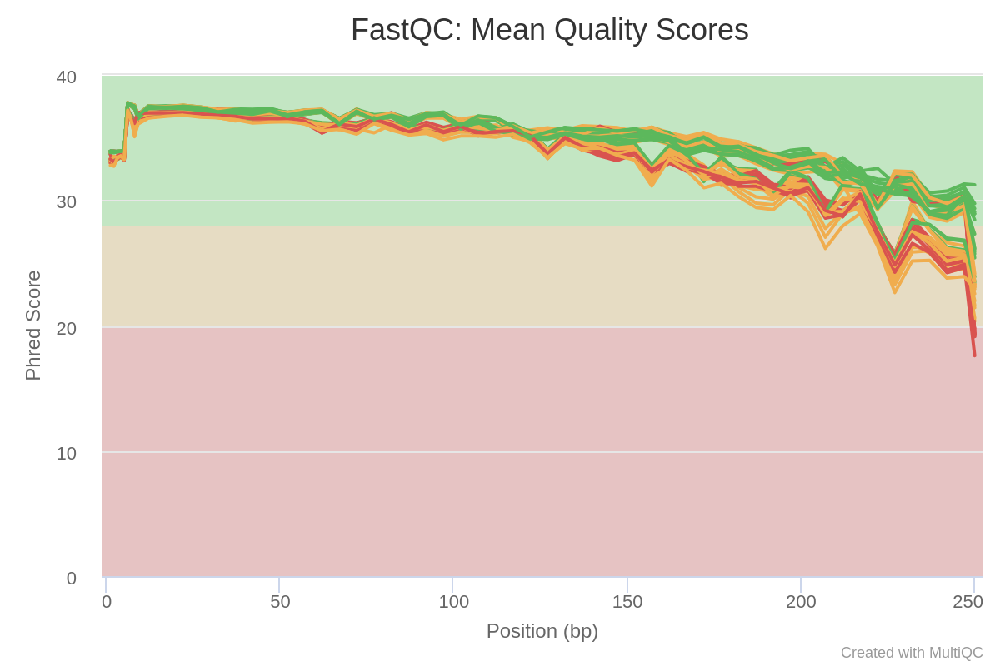 FastQC: Mean Quality Scores
40
30
20
10
0
Phred Score
0 50 100 150 200 250
Position (bp)
Created with MultiQC